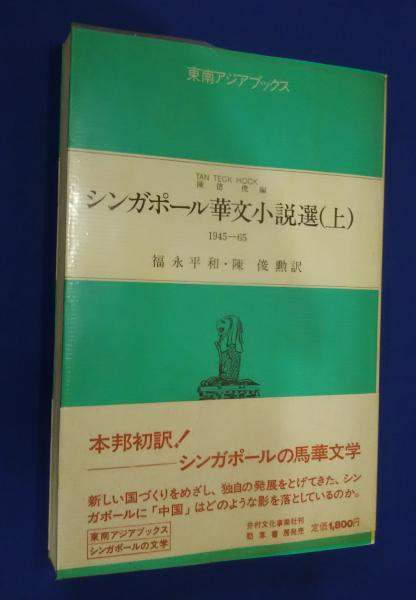 東南アジアブックス
TAN TECK HOCK
陳徳俊編
シンガポール華文小説選(上)
1945—65
福永平和・陳俊勲訳
本邦初訳!
——シンガポールの馬華文学
新しい国づくりをめざし、独自の発展をとげてきた、シン
ガポールに「中国」はどのような影を落としているのか。
東南アジアブックス
シンガポールの文学
井村文化事業社刊
勁草書房発売
定価1,800円